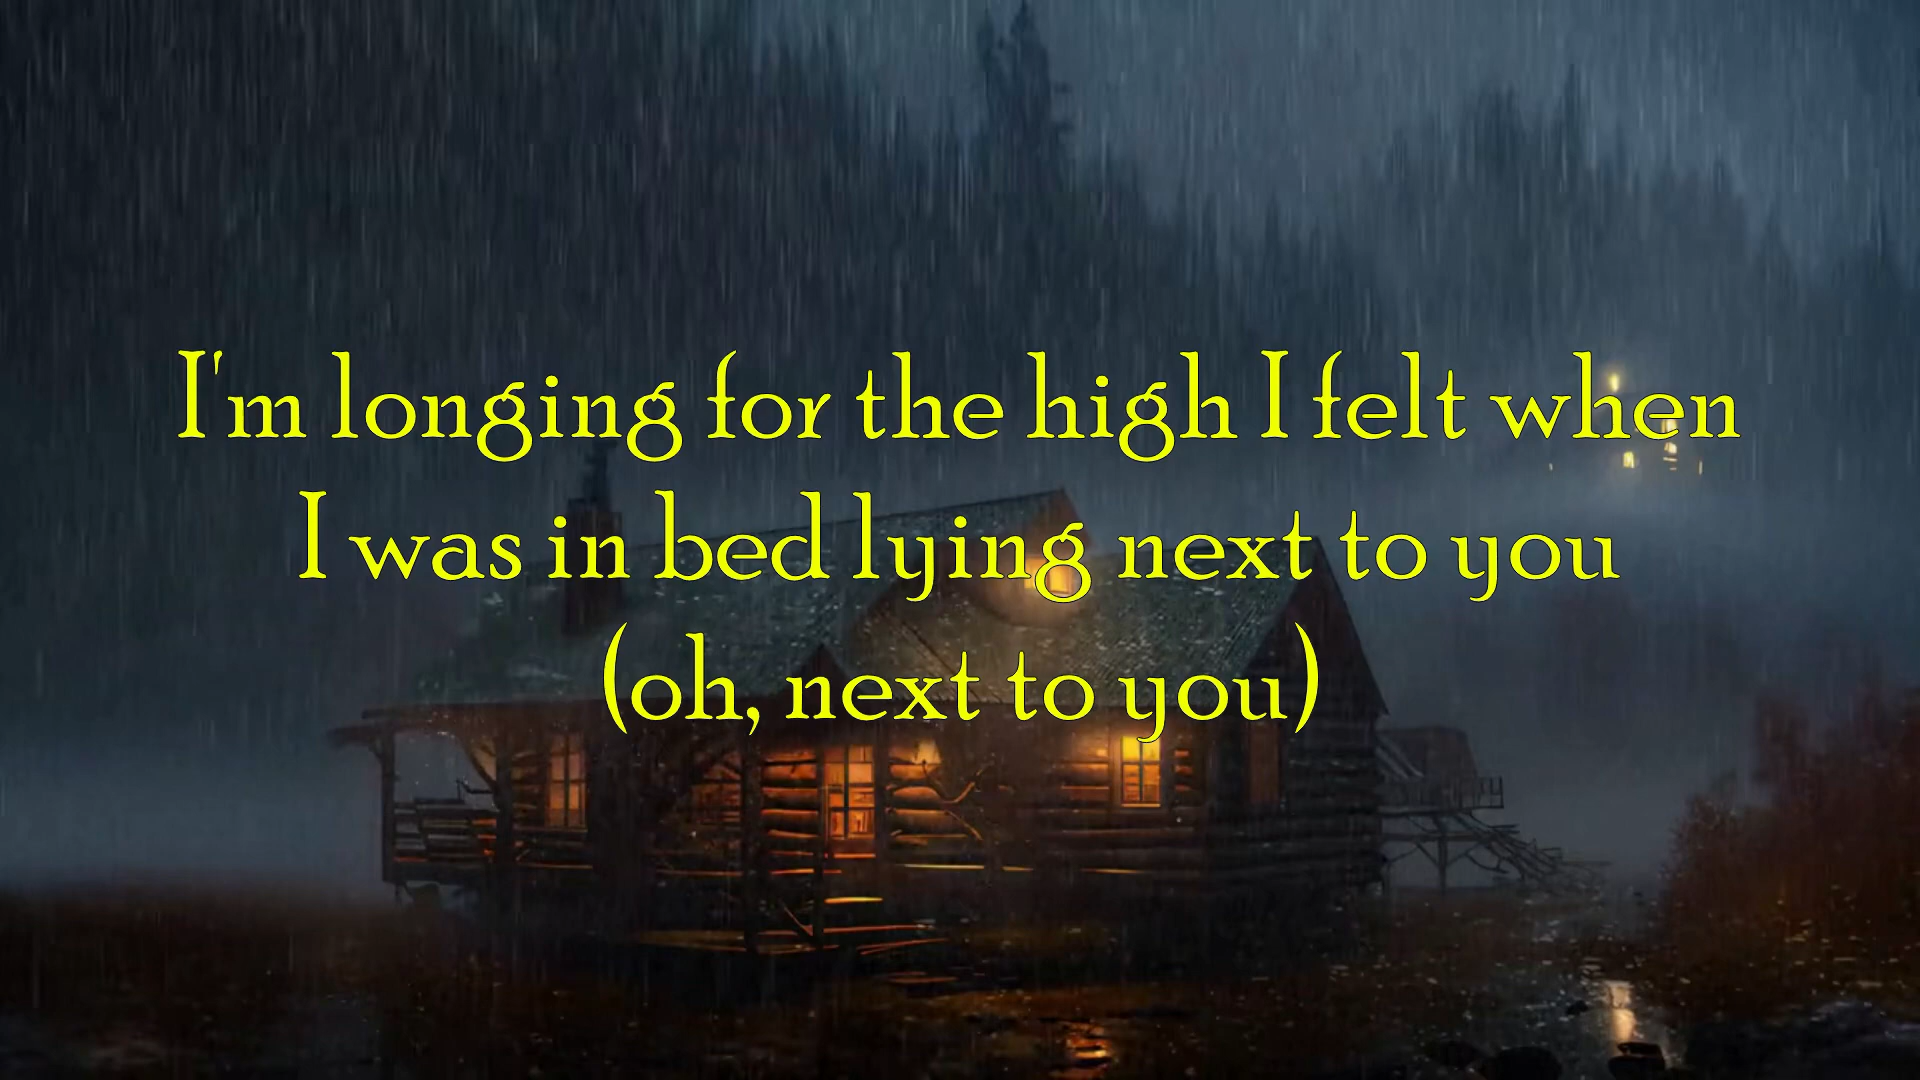 I'm longing for the high I felt when
I was in bed lying next to you
(oh, next to you)